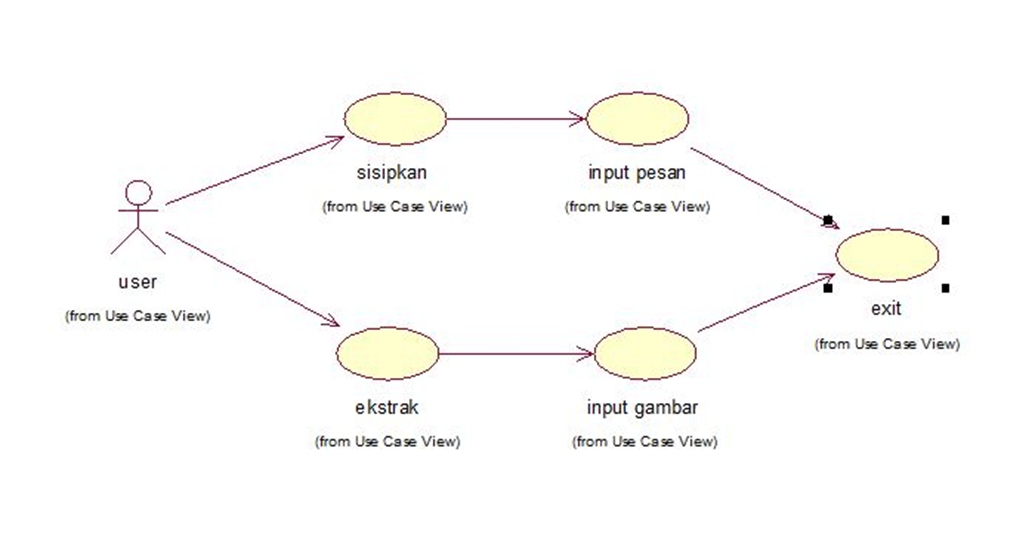 sisipkan
(from Use Case View)
input pesan
(from Use Case View)
user
(from Use Case View)
exit
(from Use Case View)
ekstrak
(from Use Case View)
input gambar
(from Use Case View)